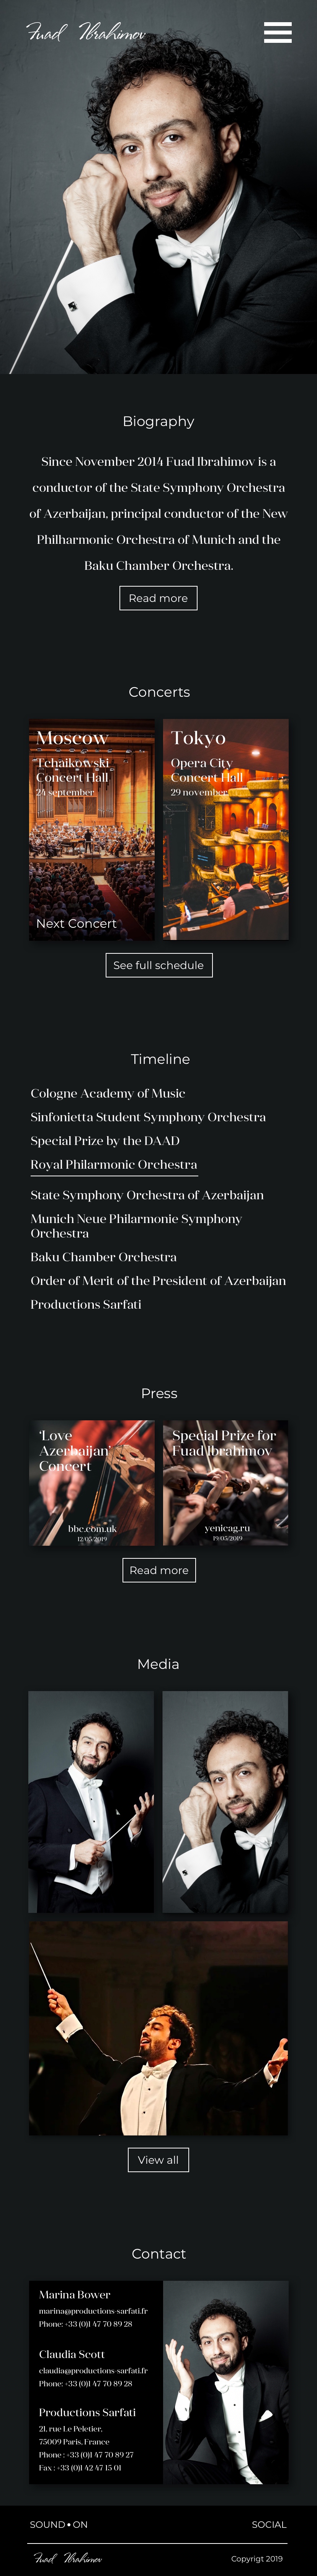 Fuad Ibrahimov
Biography
Since November 2014 Fuad Ibrahimov is a
conductor of the State Symphony Orchestra
of Azerbaijan, principal conductor of the New
Philharmonic Orchestra of Munich and the
Baku Chamber Orchestra.
Read more
Concerts
Moscow
Tchaikowski
Concert Hall
24 september
Next Concert
Tokyo
Opera City
Concert Hall
29 november
See full schedule
Timeline
Cologne Academy of Music
Sinfonietta Student Symphony Orchestra
Special Prize by the DAAD
Royal Philarmonic Orchestra
State Symphony Orchestra of Azerbaijan
Munich Neue Philarmonie Symphony
Orchestra
Baku Chamber Orchestra
Order of Merit of the President of Azerbaijan
Productions Sarfati
Press
'Love
Azerbaijan'
Concert
bbc.com.uk
12/05/2019
Special Prize for
Fuad Ibrahimov
yenicag.ru
19/05/2019
Read more
Media
View all
Contact
Marina Bower
marina@productions-sarfati.fr
Phone: +33 (0)1 47 70 89 28
Claudia Scott
claudia@productions-sarfati.fr
Phone: +33 (0)1 47 70 89 28
Productions Sarfati
21, rue Le Peletier,
75009 Paris, France
Phone : +33 (0)1 47 70 89 27
Fax : +33 (0)1 42 47 15 01
SOUND • ON
SOCIAL
Fuad Ibrahimov
Copyrigt 2019